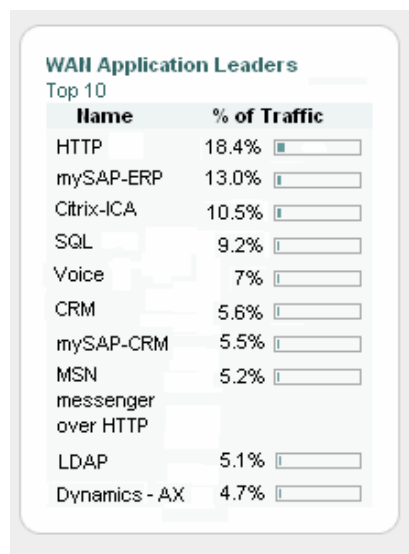 WAN Application Leaders
Top 10
Name % of Traffic
HTTP 18.4%
mySAP-ERP 13.0%
Citrix-ICA 10.5%
SQL 9.2%
Voice 7%
CRM 5.6%
mySAP-CRM 5.5%
MSN 5.2%
messenger
over HTTP
LDAP 5.1%
Dynamics - AX 4.7%